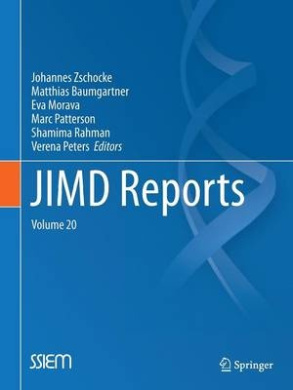 Johannes Zschocke
Matthias Baumgartner
Eva Morava
Marc Patterson
Shamima Rahman
Verena Peters Editors
JIMD Reports
Volume 20
SSIEM
Springer